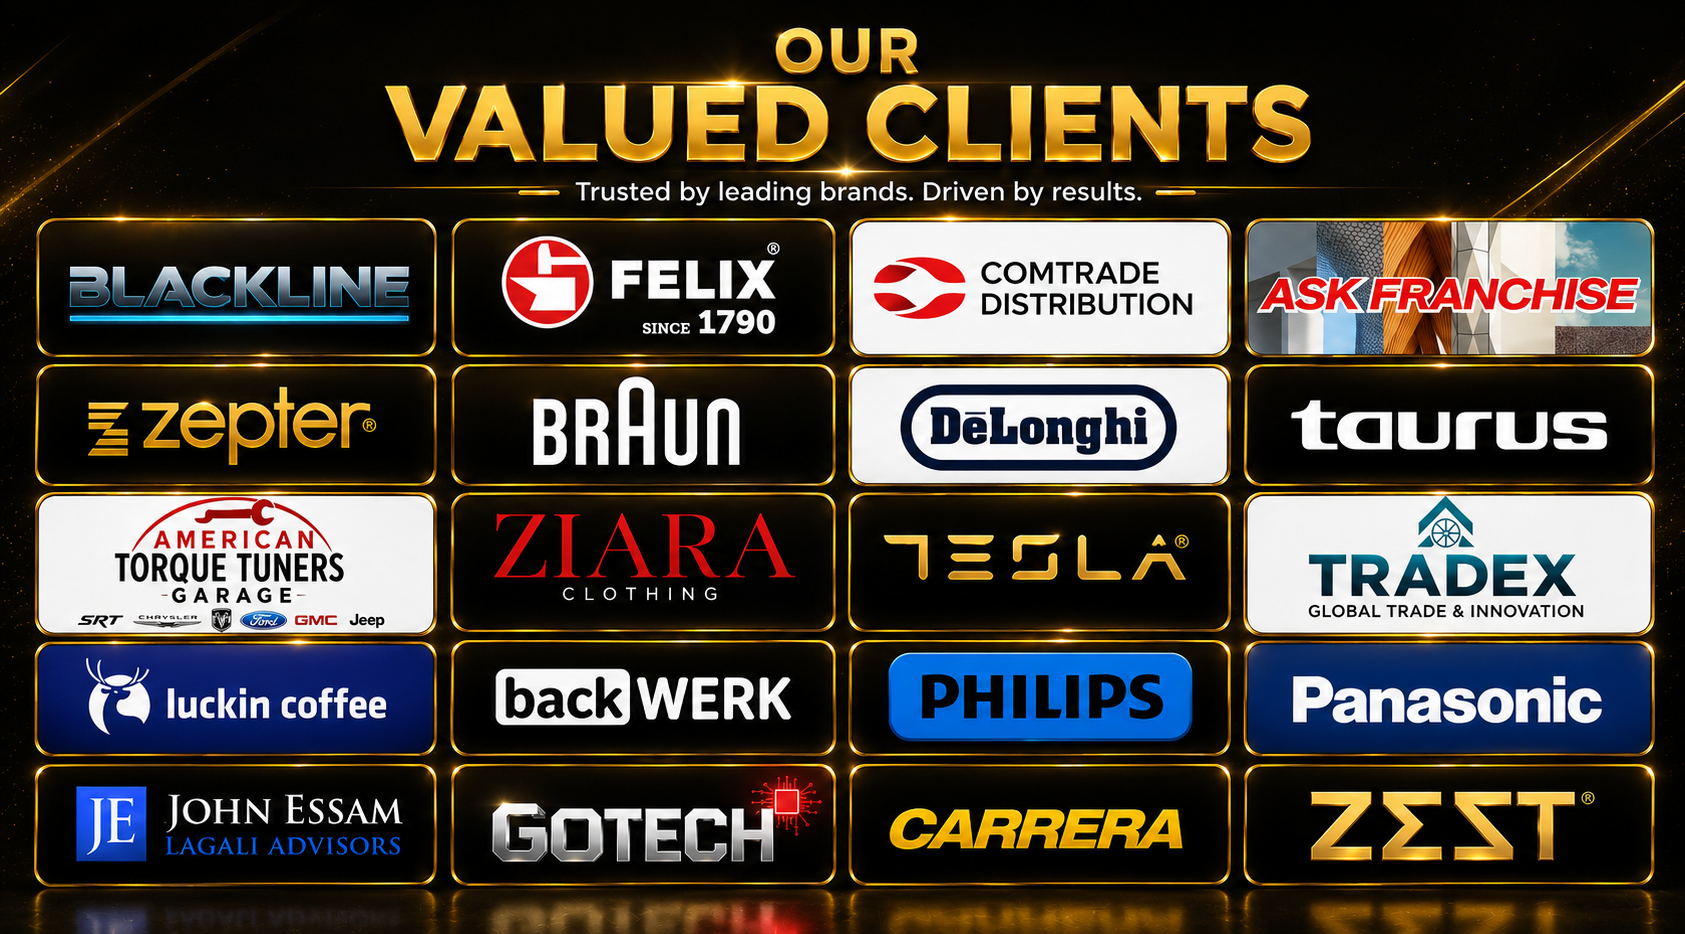 OUR
VALUED CLIENTS
Trusted by leading brands. Driven by results.
BLACKLINE
FELIX®
SINCE 1790
COMTRADE
DISTRIBUTION
ASK FRANCHISE
zepter®
BRAUN
DēLonghi
taurus
AMERICAN
TORQUE TUNERS
-GARAGE-
SRT CHRYSLER Ford GMC Jeep
ZIARA
CLOTHING
TESLA®
TRADEX
GLOBAL TRADE & INNOVATION
luckin coffee
backWERK
PHILIPS
Panasonic
JE
JOHN ESSAM
LAGALI ADVISORS
GOTECH
CARRERA
ZEST®